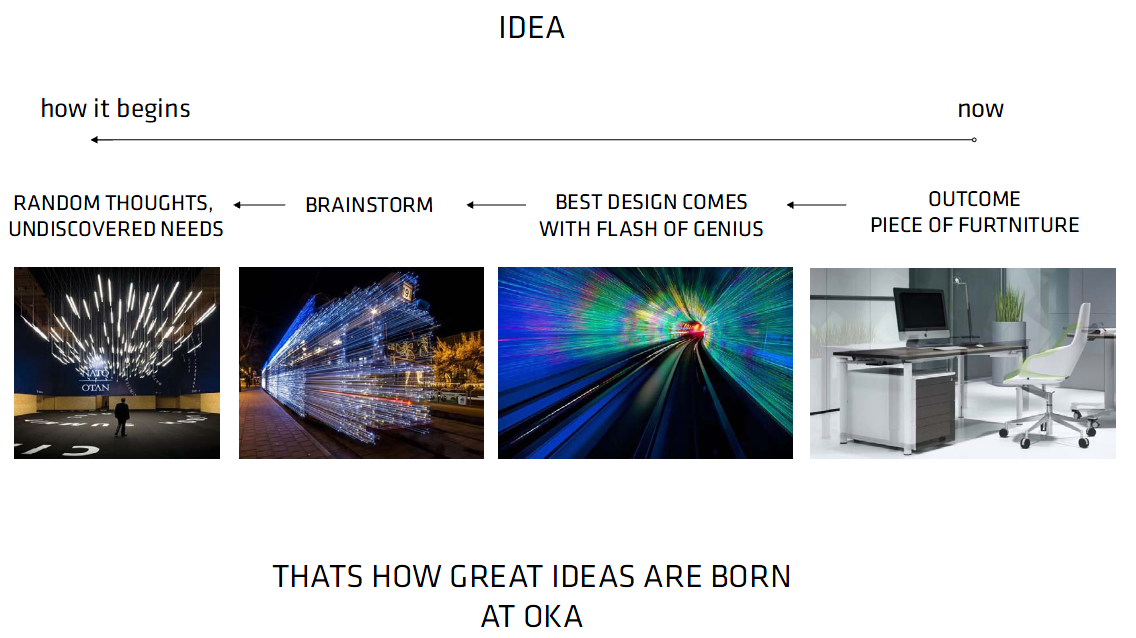 IDEA
how it begins
now
RANDOM THOUGHTS,
UNDISCOVERED NEEDS
BRAINSTORM
BEST DESIGN COMES
WITH FLASH OF GENIUS
OUTCOME
PIECE OF FURTNITURE
NATO
OTAN
THATS HOW GREAT IDEAS ARE BORN
AT OKA